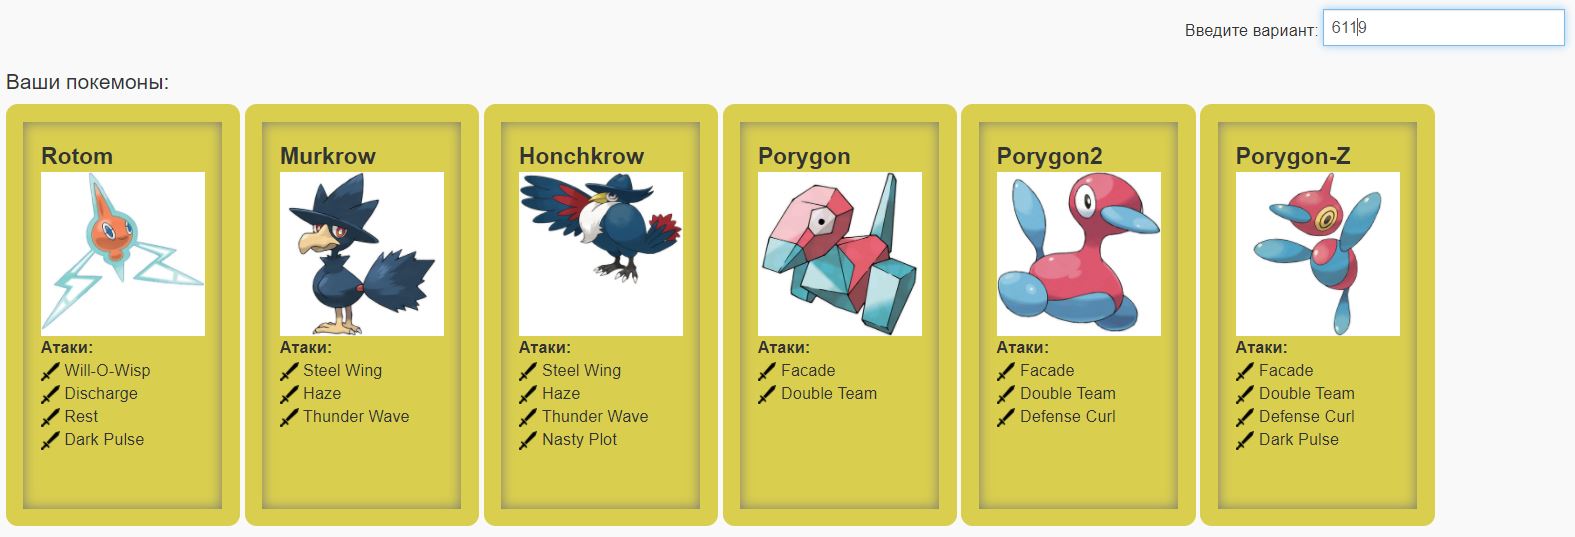 Введите вариант: 6119
Ваши покемоны:
Rotom
Атаки:
Will-O-Wisp
Discharge
Rest
Dark Pulse
Murkrow
Атаки:
Steel Wing
Haze
Thunder Wave
Honchkrow
Атаки:
Steel Wing
Haze
Thunder Wave
Nasty Plot
Porygon
Атаки:
Facade
Double Team
Porygon2
Атаки:
Facade
Double Team
Defense Curl
Porygon-Z
Атаки:
Facade
Double Team
Defense Curl
Dark Pulse